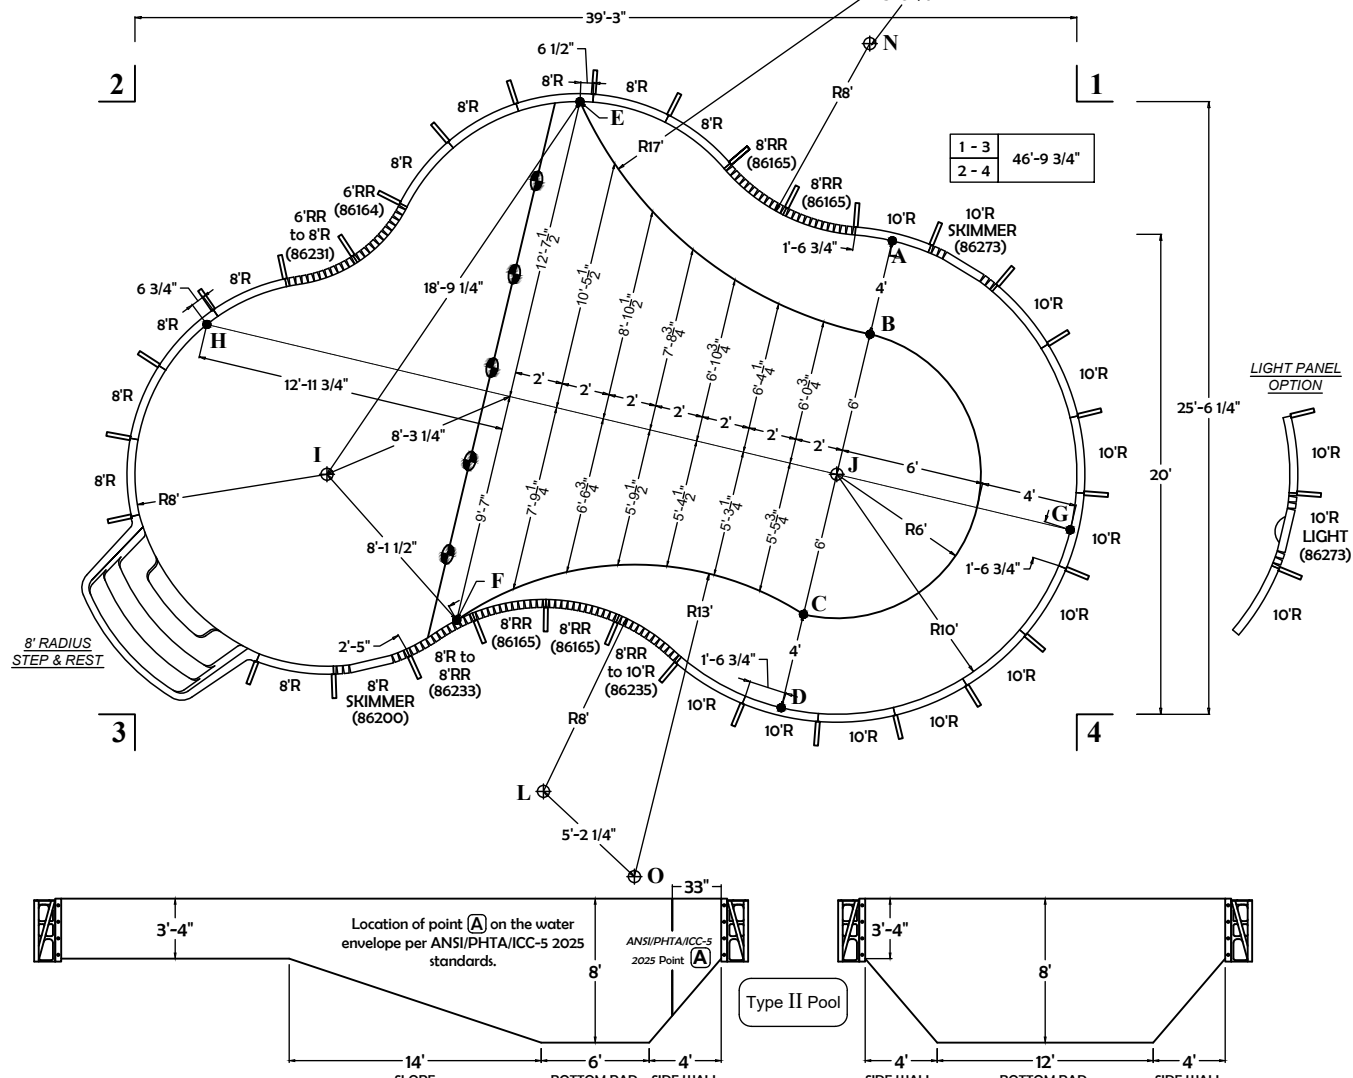 39'-3"
N
6 1/2"
2
1
8'R
8'R
8'R
8'R
E
R17'
R8'
8'RR
(86165)
8'RR
(86165)
1 - 3
2 - 4
46'-9 3/4"
8'R
6'RR
(86164)
6'RR
to 8'R
(86231)
10'R
10'R
SKIMMER
(86273)
1'-6 3/4"
A
12'-7 1/2"
10'-5 1/2"
8'-10 1/2"
7'-8 3/4"
6'-10 3/4"
6'-4 1/2"
6'-0 3/4"
6'
4'
18'-9 1/4"
6 3/4"
8'R
8'R
H
B
10'R
10'R
10'R
10'R
10'R
LIGHT PANEL
OPTION
12'-11 3/4"
8'R
2'
2'
2'
2'
2'
2'
2'
6'
4'
25'-6 1/4"
20'
8'-3 1/4"
I
J
G
8'R
R8'
9'-7"
7'-9 1/4"
6'-6 3/4"
5'-9 1/2"
5'-4 1/2"
5'-3 1/4"
5'-5 3/4"
6'
R6'
10'R
LIGHT
(86273)
8'-1 1/2"
F
1'-6 3/4"
C
R13'
R10'
10'R
10'R
8' RADIUS
STEP & REST
2'-5"
8'R
8'R
SKIMMER
(86200)
8'R to
8'RR
(86233)
8'RR
(86165)
8'RR
(86165)
8'RR
to 10'R
(86235)
1'-6 3/4"
4'
D
10'R
10'R
10'R
10'R
10'R
3
4
R8'
L
5'-2 1/4"
O
33"
3'-4"
Location of point A on the water
envelope per ANSI/PHTA/ICC-5 2025
standards.
8'
ANSI/PHTA/ICC-5
2025 Point A
Type II Pool
3'-4"
8'
14'
6'
4'
4'
12'
4'
SLOPE
BOTTOM PAD
SIDE WALL
SIDE WALL
BOTTOM PAD
SIDE WALL